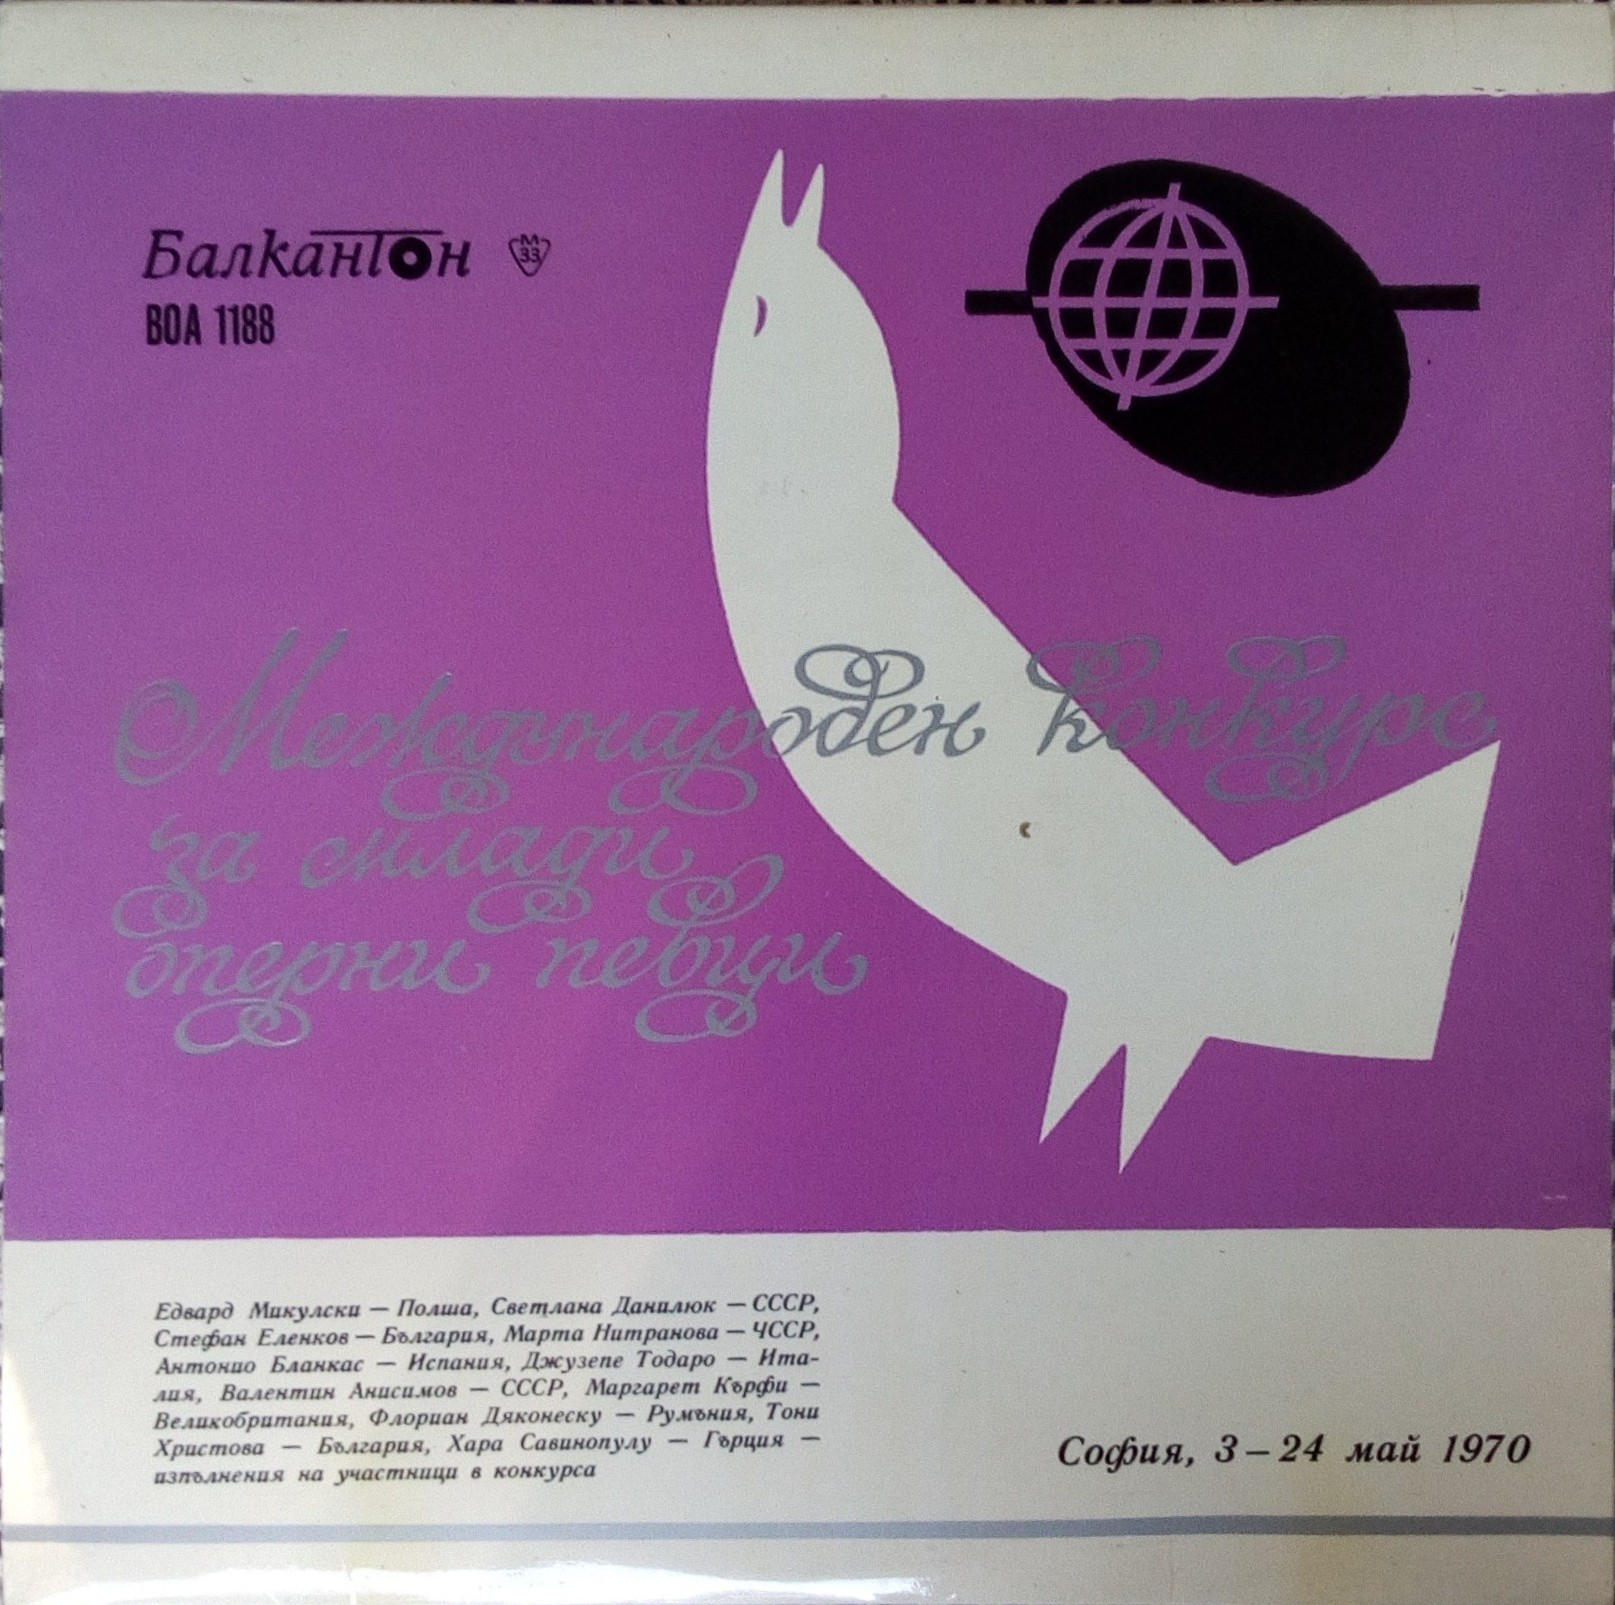 Балкантон М 33
ВОА 1188
Международен конкурс
за млади
оперни певци
Едвард Микулски — Полша, Светлана Данилюк — СССР,
Стефан Еленков — България, Марта Нитранова — ЧССР,
Антонио Бланкас — Испания, Джузепе Тодаро — Ита-
лия, Валентин Анисимов — СССР, Маргарет Кърфи —
Великобритания, Флориан Дяконеску — Румъния, Тони
Христова — България, Хара Савинопулу — Гърция —
изпълнения на участници в конкурса
София, 3 – 24 май 1970